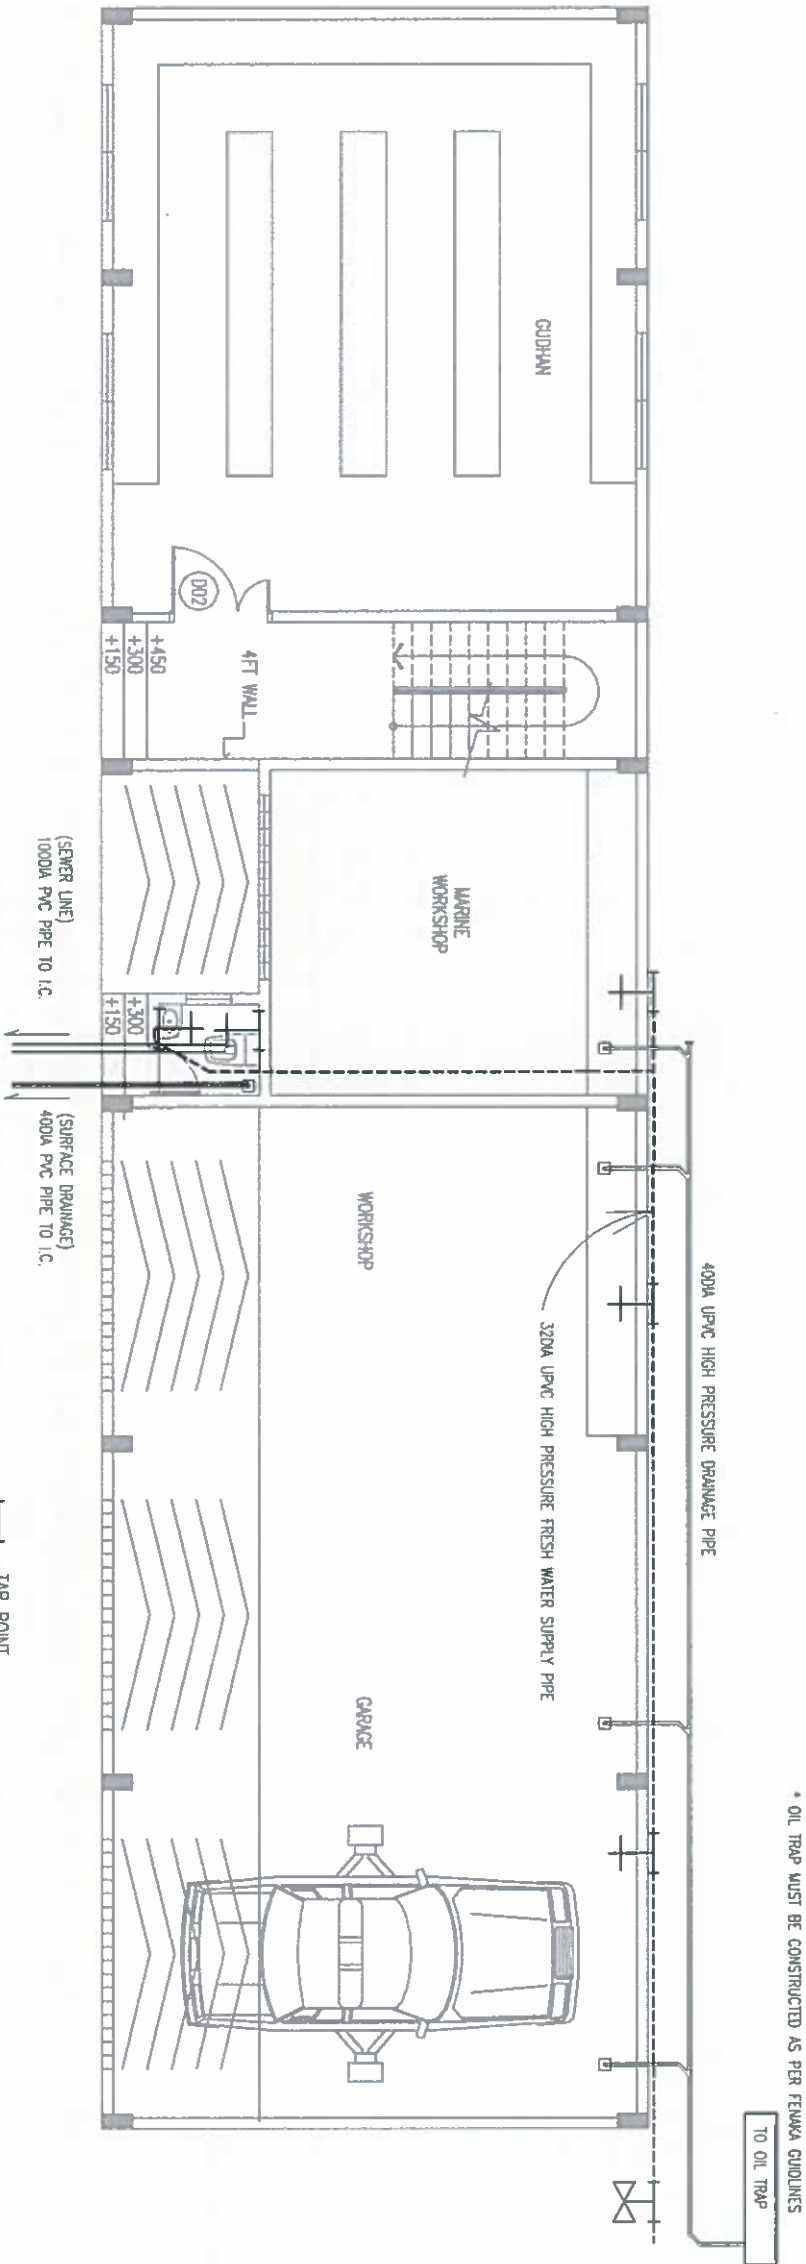 * OIL TRAP MUST BE CONSTRUCTED AS PER FENAKA GUIDLINES
TO OIL TRAP
40DIA UPVC HIGH PRESSURE DRAINAGE PIPE
32DIA UPVC HIGH PRESSURE FRESH WATER SUPPLY PIPE
GUDHAN
D02
4FT WALL
+450
+300
+150
MARINE
WORKSHOP
+300
+150
WORKSHOP
GARAGE
(SEWER LINE)
100DIA PVC PIPE TO I.C.
(SURFACE DRAINAGE)
40DIA PVC PIPE TO I.C.
TAP POINT